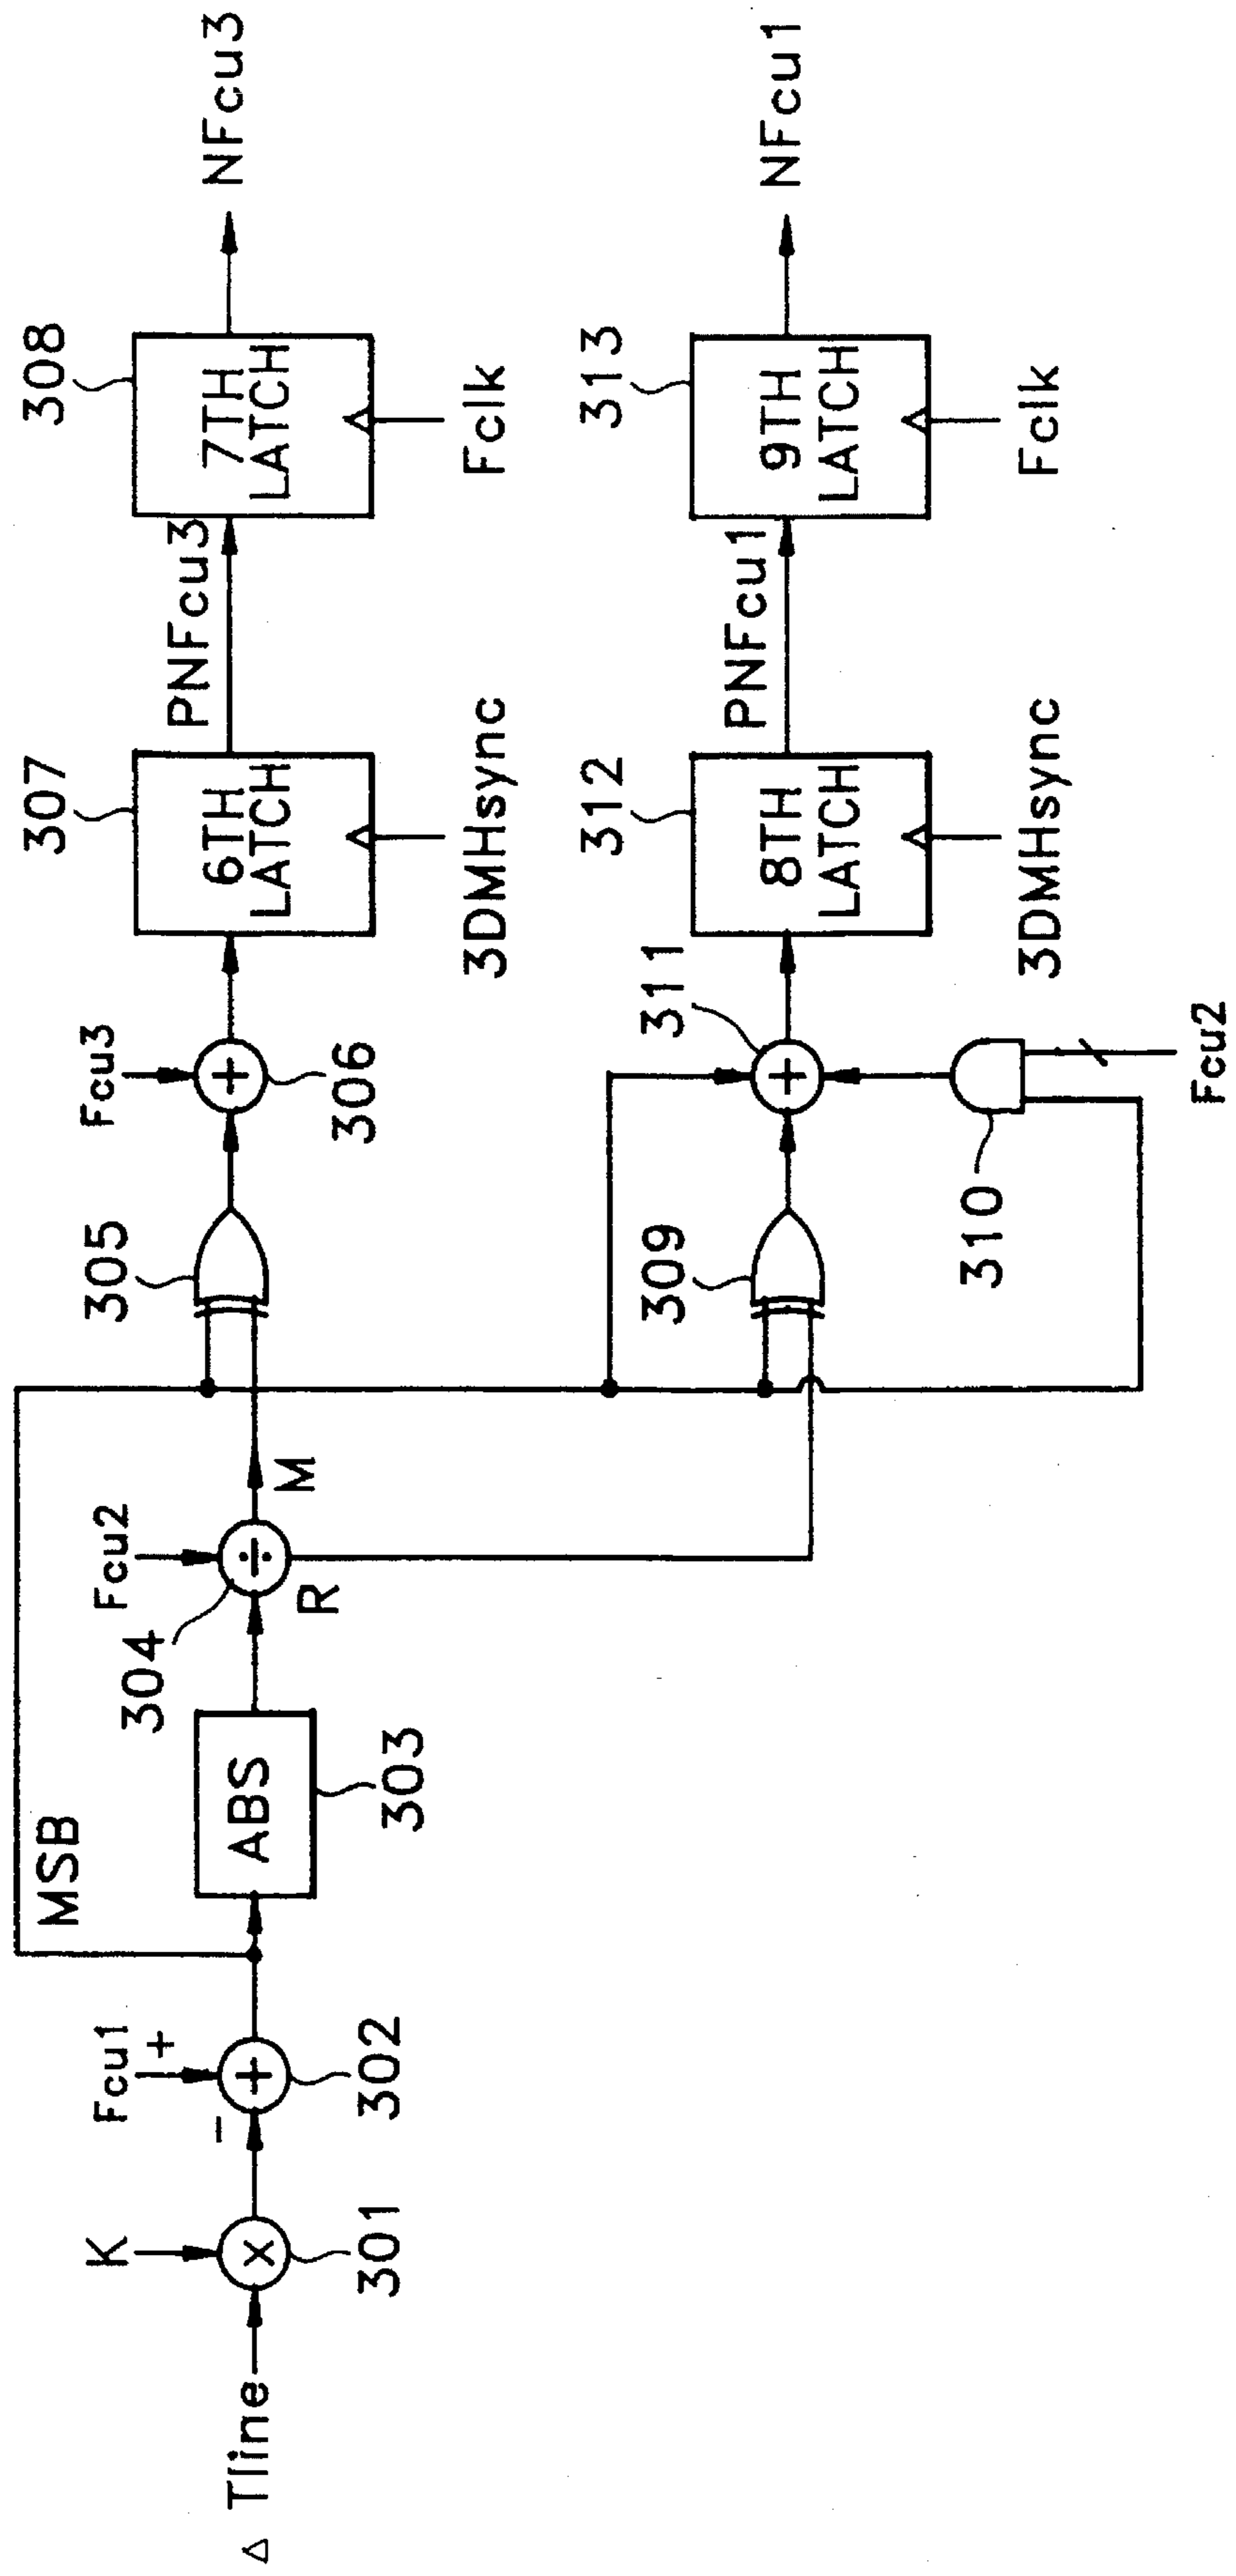 Δ Tline
K
301
Fcu1
+
−
+
×
302
MSB
ABS
303
304
Fcu2
÷
M
R
305
Fcu3
+
306
307
6TH
LATCH
3DMHsync
PNFcu3
308
7TH
LATCH
Fclk
NFcu3
309
310
Fcu2
311
+
312
8TH
LATCH
3DMHsync
PNFcu1
313
9TH
LATCH
Fclk
NFcu1